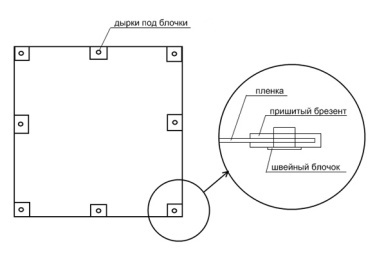 дырки под блочки
пленка
пришитый брезент
швейный блочок